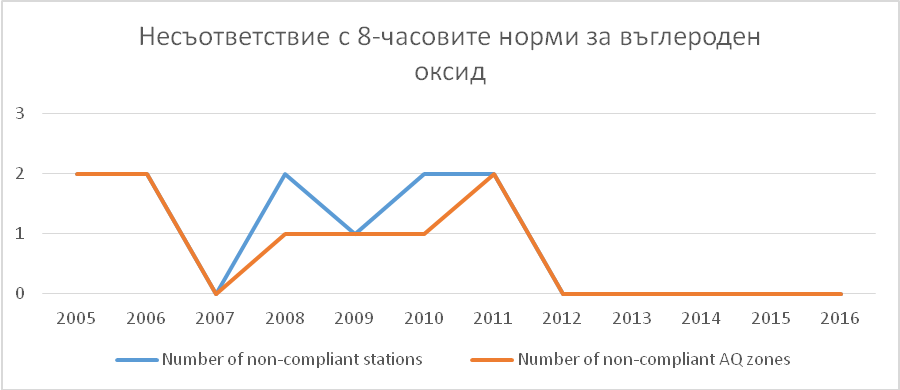 Несъответствие с 8-часовите норми за въглероден
оксид
3
2
1
0
2005 2006 2007 2008 2009 2010 2011 2012 2013 2014 2015 2016
Number of non-compliant stations Number of non-compliant AQ zones